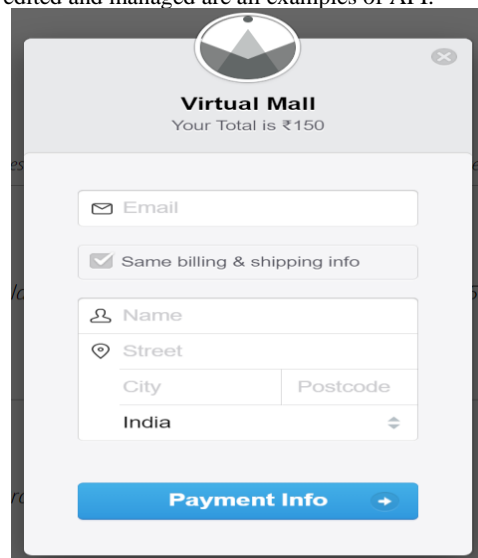 edited and managed are all examples of API.
Virtual Mall
Your Total is ₹150
Email
Same billing & shipping info
Name
Street
City Postcode
India
Payment Info